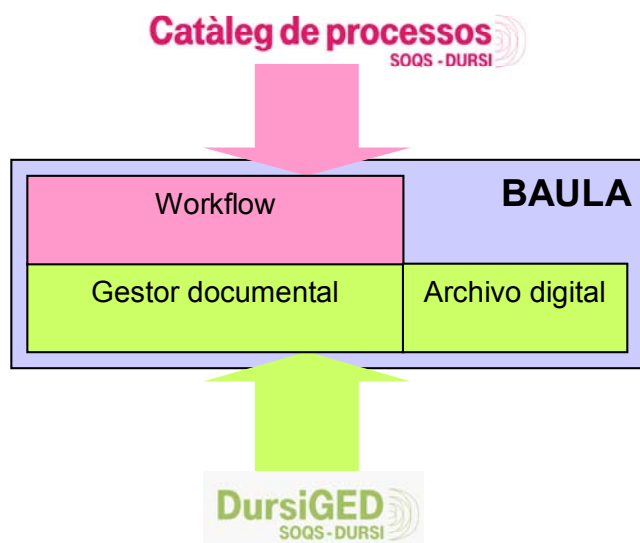 Catàleg de processos
SOQS - DURSI
BAULA
Workflow
Gestor documental
Archivo digital
DursiGED
SOQS - DURSI